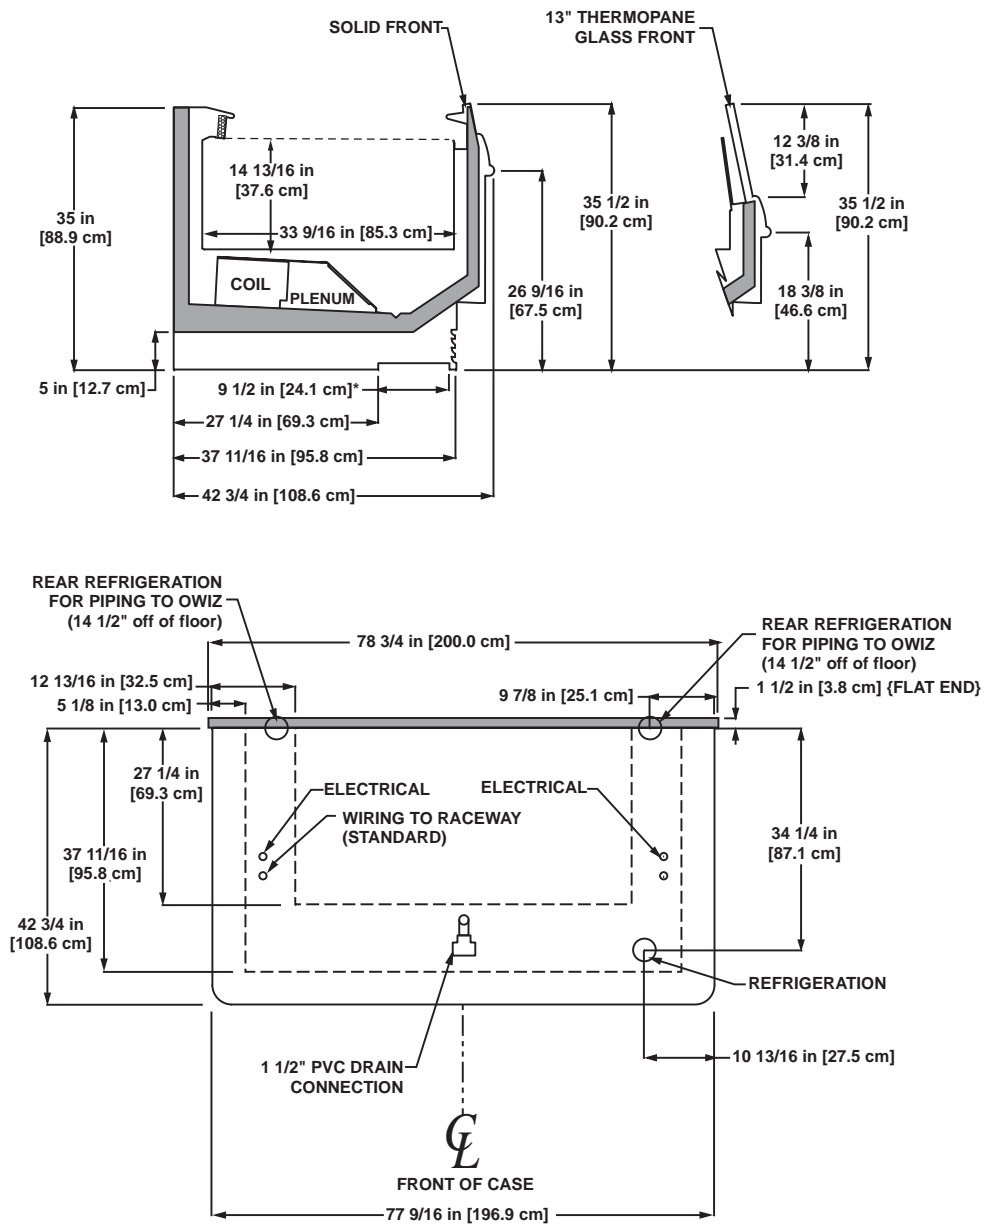 SOLID FRONT
13" THERMOPANE
GLASS FRONT
14 13/16 in
[37.6 cm]
12 3/8 in
[31.4 cm]
35 in
[88.9 cm]
35 1/2 in
[90.2 cm]
35 1/2 in
[90.2 cm]
33 9/16 in [85.3 cm]
COIL
PLENUM
26 9/16 in
[67.5 cm]
18 3/8 in
[46.6 cm]
5 in [12.7 cm]
9 1/2 in [24.1 cm]*
27 1/4 in [69.3 cm]
37 11/16 in [95.8 cm]
42 3/4 in [108.6 cm]
REAR REFRIGERATION
FOR PIPING TO OWIZ
(14 1/2" off of floor)
78 3/4 in [200.0 cm]
REAR REFRIGERATION
FOR PIPING TO OWIZ
(14 1/2" off of floor)
12 13/16 in [32.5 cm]
5 1/8 in [13.0 cm]
9 7/8 in [25.1 cm]
1 1/2 in [3.8 cm] {FLAT END}
27 1/4 in
[69.3 cm]
ELECTRICAL
ELECTRICAL
WIRING TO RACEWAY
(STANDARD)
37 11/16 in
[95.8 cm]
34 1/4 in
[87.1 cm]
42 3/4 in
[108.6 cm]
REFRIGERATION
1 1/2" PVC DRAIN
CONNECTION
10 13/16 in [27.5 cm]
CL
FRONT OF CASE
77 9/16 in [196.9 cm]